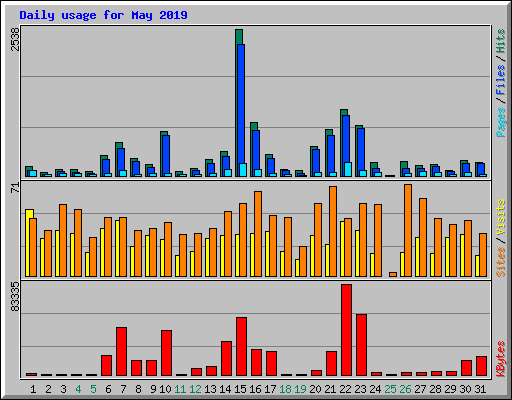 Daily usage for May 2019
2538
Pages / Files / Hits
71
Sites / Visits
83335
KBytes
1 2 3 4 5 6 7 8 9 10 11 12 13 14 15 16 17 18 19 20 21 22 23 24 25 26 27 28 29 30 31